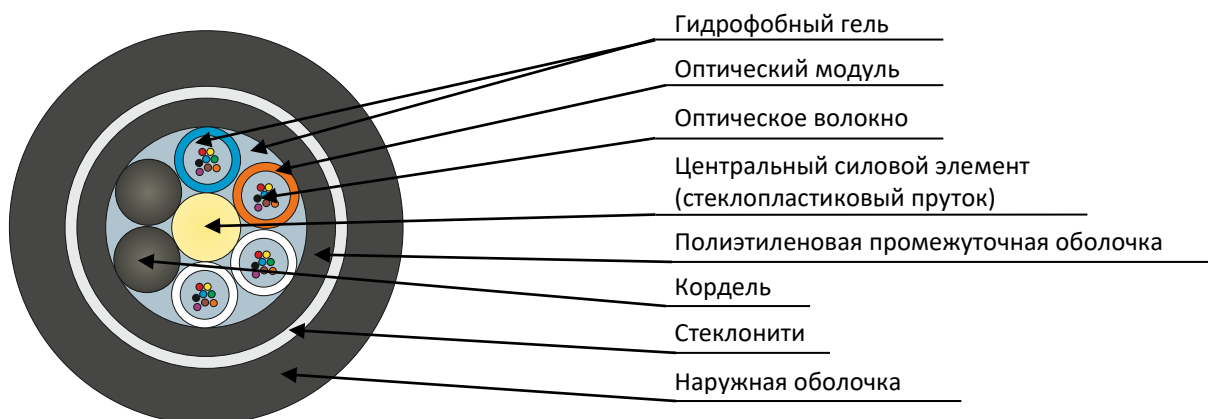 Гидрофобный гель
Оптический модуль
Оптическое волокно
Центральный силовой элемент
(стеклопластиковый пруток)
Полиэтиленовая промежуточная оболочка
Кордель
Стеклонити
Наружная оболочка